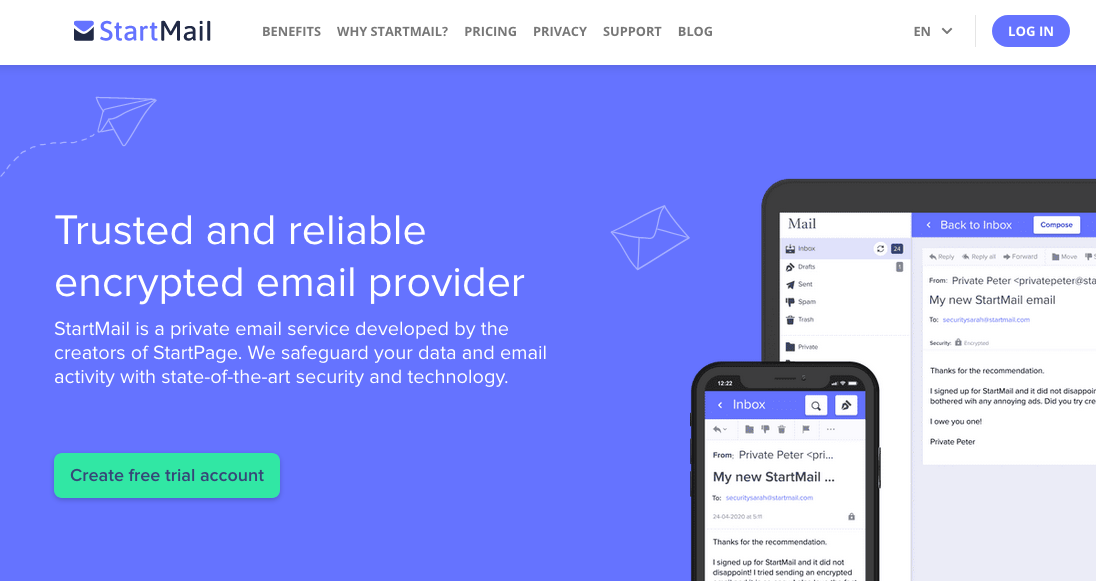 StartMail
BENEFITS
WHY STARTMAIL?
PRICING
PRIVACY
SUPPORT
BLOG
EN
LOG IN
Trusted and reliable
encrypted email provider
StartMail is a private email service developed by the
creators of StartPage. We safeguard your data and email
activity with state-of-the-art security and technology.
Create free trial account
Mail
Inbox
24
Drafts
1
Sent
Spam
Trash
Private
Back to Inbox
Compose
Reply
Reply all
Forward
Move
From: Private Peter <privatepeter@sta
My new StartMail email
To: securitysarah@startmail.com
Security: Encrypted
Thanks for the recommendation.
I signed up for StartMail and it did not disappoin
bothered wih any annoying ads. Did you try cre
I owe you one!
Private Peter
12:22
Inbox
From: Private Peter <pri...
My new StartMail ...
To: securitysarah@startmail.com
24-04-2020 at 5:11
Thanks for the recommendation.
I signed up for StartMail and it did not
disappoint! I tried sending an encrypted